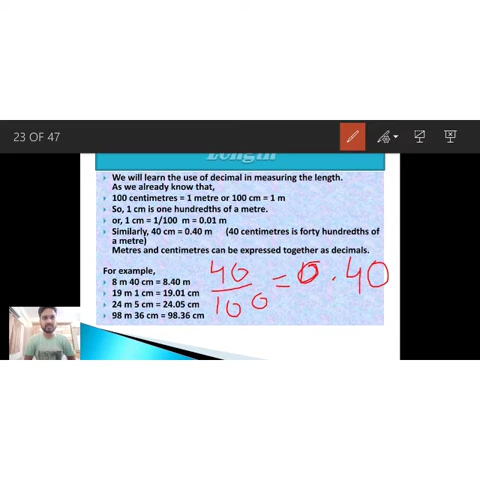 23 OF 47
Length
We will learn the use of decimal in measuring the length.
As we already know that,
100 centimetres = 1 metre or 100 cm = 1 m
So, 1 cm is one hundredths of a metre.
or, 1 cm = 1/100 m = 0.01 m
Similarly, 40 cm = 0.40 m (40 centimetres is forty hundredths of
a metre)
Metres and centimetres can be expressed together as decimals.
For example,
8 m 40 cm = 8.40 m
19 m 1 cm = 19.01 cm
24 m 5 cm = 24.05 cm
98 m 36 cm = 98.36 cm
40/100 = 0.40